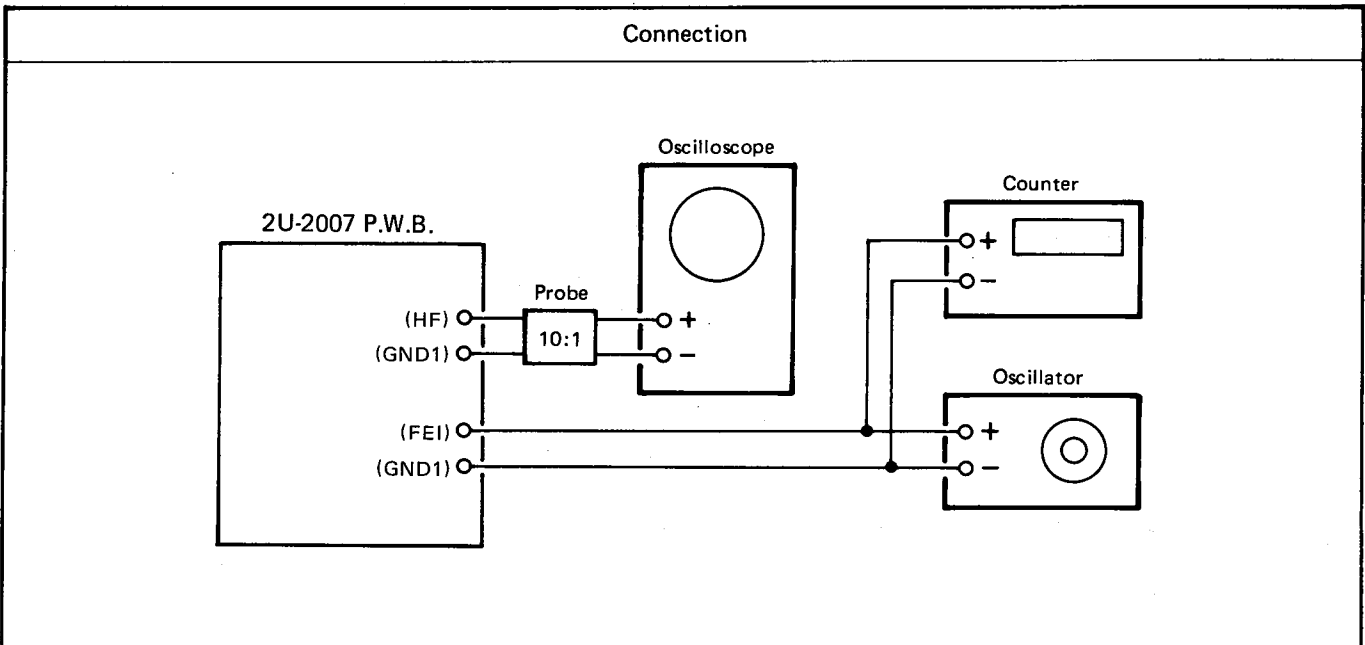 Connection
Oscilloscope
Counter
2U-2007 P.W.B.
+
−
Probe
(HF)
10:1
+
(GND1)
−
Oscillator
(FEI)
+
(GND1)
−